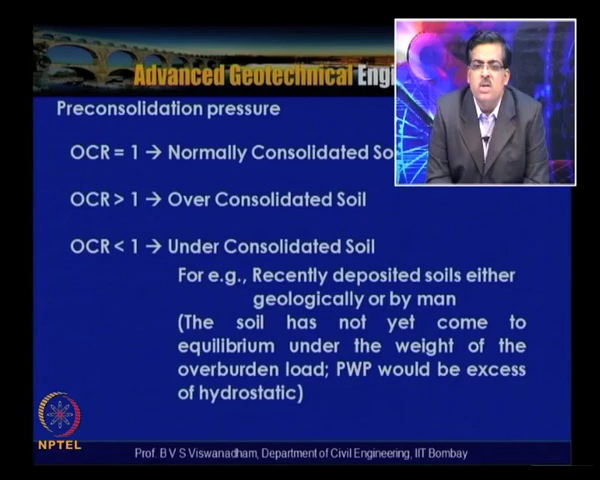 Advanced Geotechnical
Preconsolidation pressure
OCR = 1 → Normally Consolidated
OCR > 1 → Over Consolidated Soil
OCR < 1 → Under Consolidated Soil
For e.g., Recently deposited soils either
geologically or by man
(The soil has not yet come to
equilibrium under the weight of the
overburden load; PWP would be excess
of hydrostatic)
NPTEL
Prof. B V S Viswanadham, Department of Civil Engineering, IIT Bombay